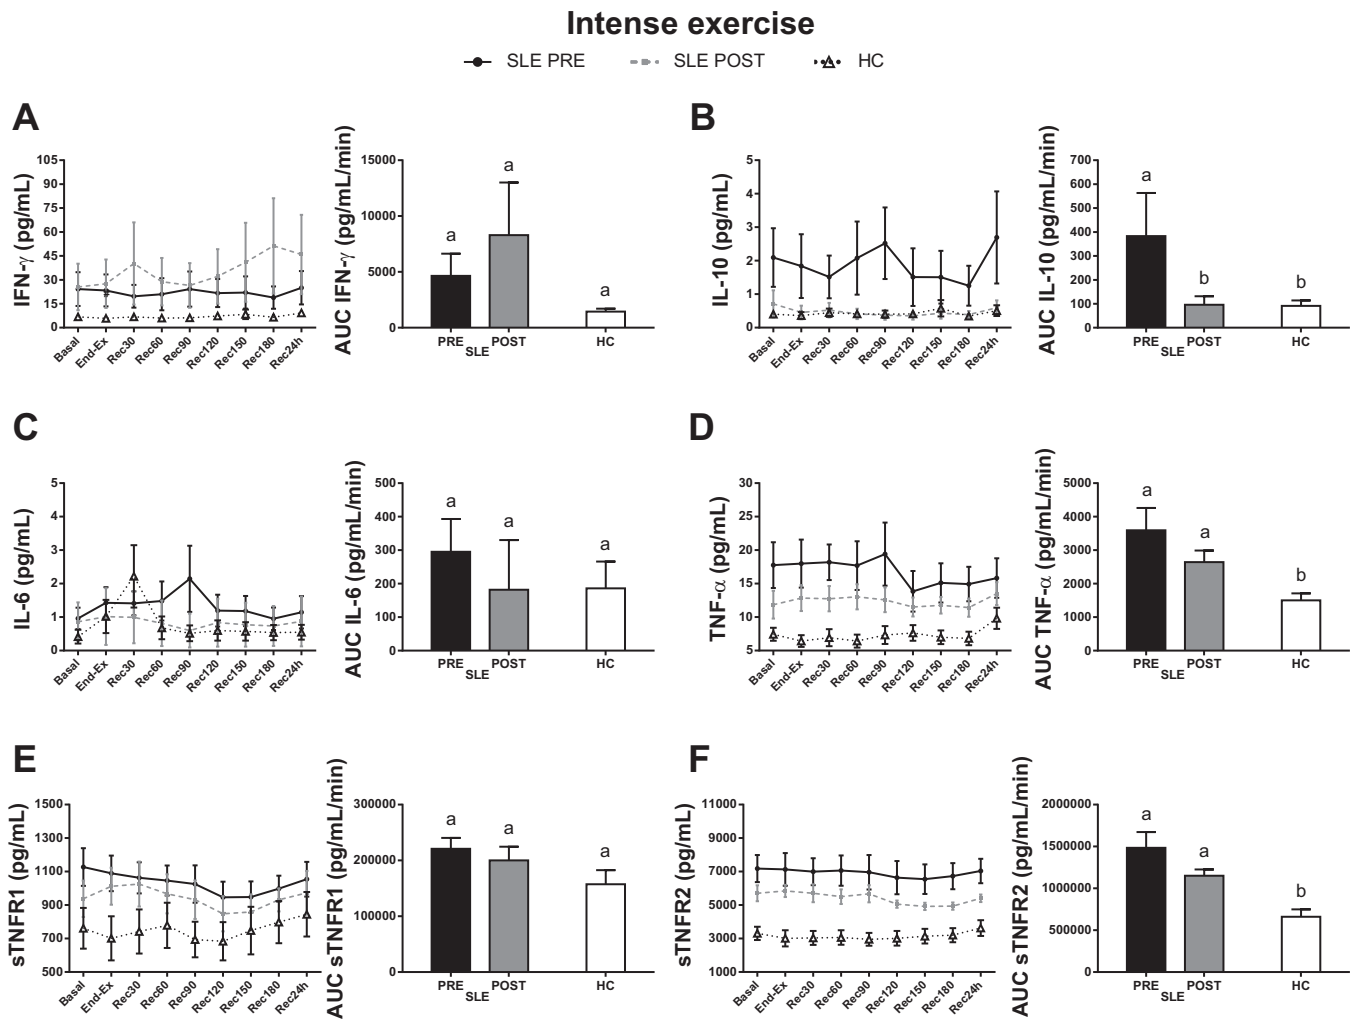 Intense exercise
SLE PRE SLE POST HC
A
IFN-γ (pg/mL)
105
90
75
60
45
30
15
0
Basal End-Ex Rec30 Rec60 Rec90 Rec120 Rec150 Rec180 Rec24h
AUC IFN-γ (pg/mL/min)
15000
10000
5000
0
a a a
PRE POST HC
SLE
B
IL-10 (pg/mL)
5
4
3
2
1
0
Basal End-Ex Rec30 Rec60 Rec90 Rec120 Rec150 Rec180 Rec24h
AUC IL-10 (pg/mL/min)
700
600
500
400
300
200
100
0
a b b
PRE POST HC
SLE
C
IL-6 (pg/mL)
5
4
3
2
1
0
Basal End-Ex Rec30 Rec60 Rec90 Rec120 Rec150 Rec180 Rec24h
AUC IL-6 (pg/mL/min)
500
400
300
200
100
0
a a a
PRE POST HC
SLE
D
TNF-α (pg/mL)
30
25
20
15
10
5
Basal End-Ex Rec30 Rec60 Rec90 Rec120 Rec150 Rec180 Rec24h
AUC TNF-α (pg/mL/min)
5000
4000
3000
2000
1000
0
a a b
PRE POST HC
SLE
E
sTNFR1 (pg/mL)
1500
1300
1100
900
700
500
Basal End-Ex Rec30 Rec60 Rec90 Rec120 Rec150 Rec180 Rec24h
AUC sTNFR1 (pg/mL/min)
300000
200000
100000
0
a a a
PRE POST HC
SLE
F
sTNFR2 (pg/mL)
11000
9000
7000
5000
3000
1000
Basal End-Ex Rec30 Rec60 Rec90 Rec120 Rec150 Rec180 Rec24h
AUC sTNFR2 (pg/mL/min)
2000000
1500000
1000000
500000
0
a a b
PRE POST HC
SLE